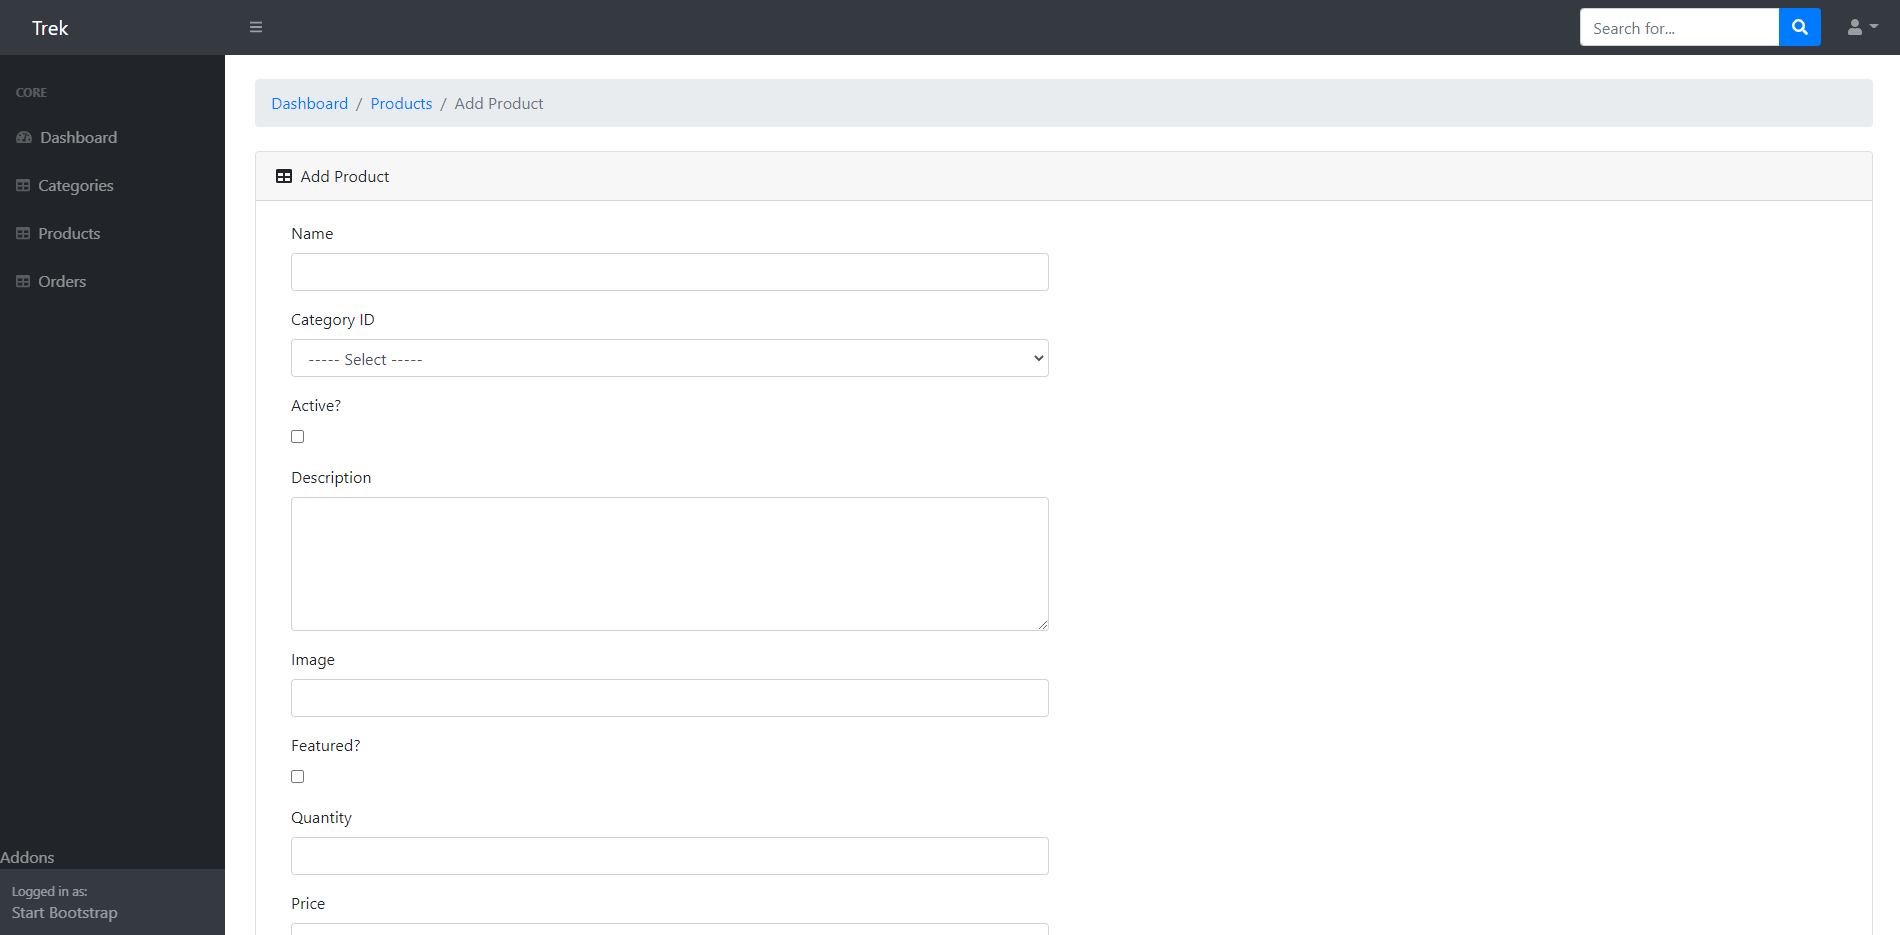 Trek
Search for...
CORE
Dashboard
Categories
Products
Orders
Addons
Logged in as:
Start Bootstrap
Dashboard / Products / Add Product
Add Product
Name
Category ID
----- Select -----
Active?
Description
Image
Featured?
Quantity
Price